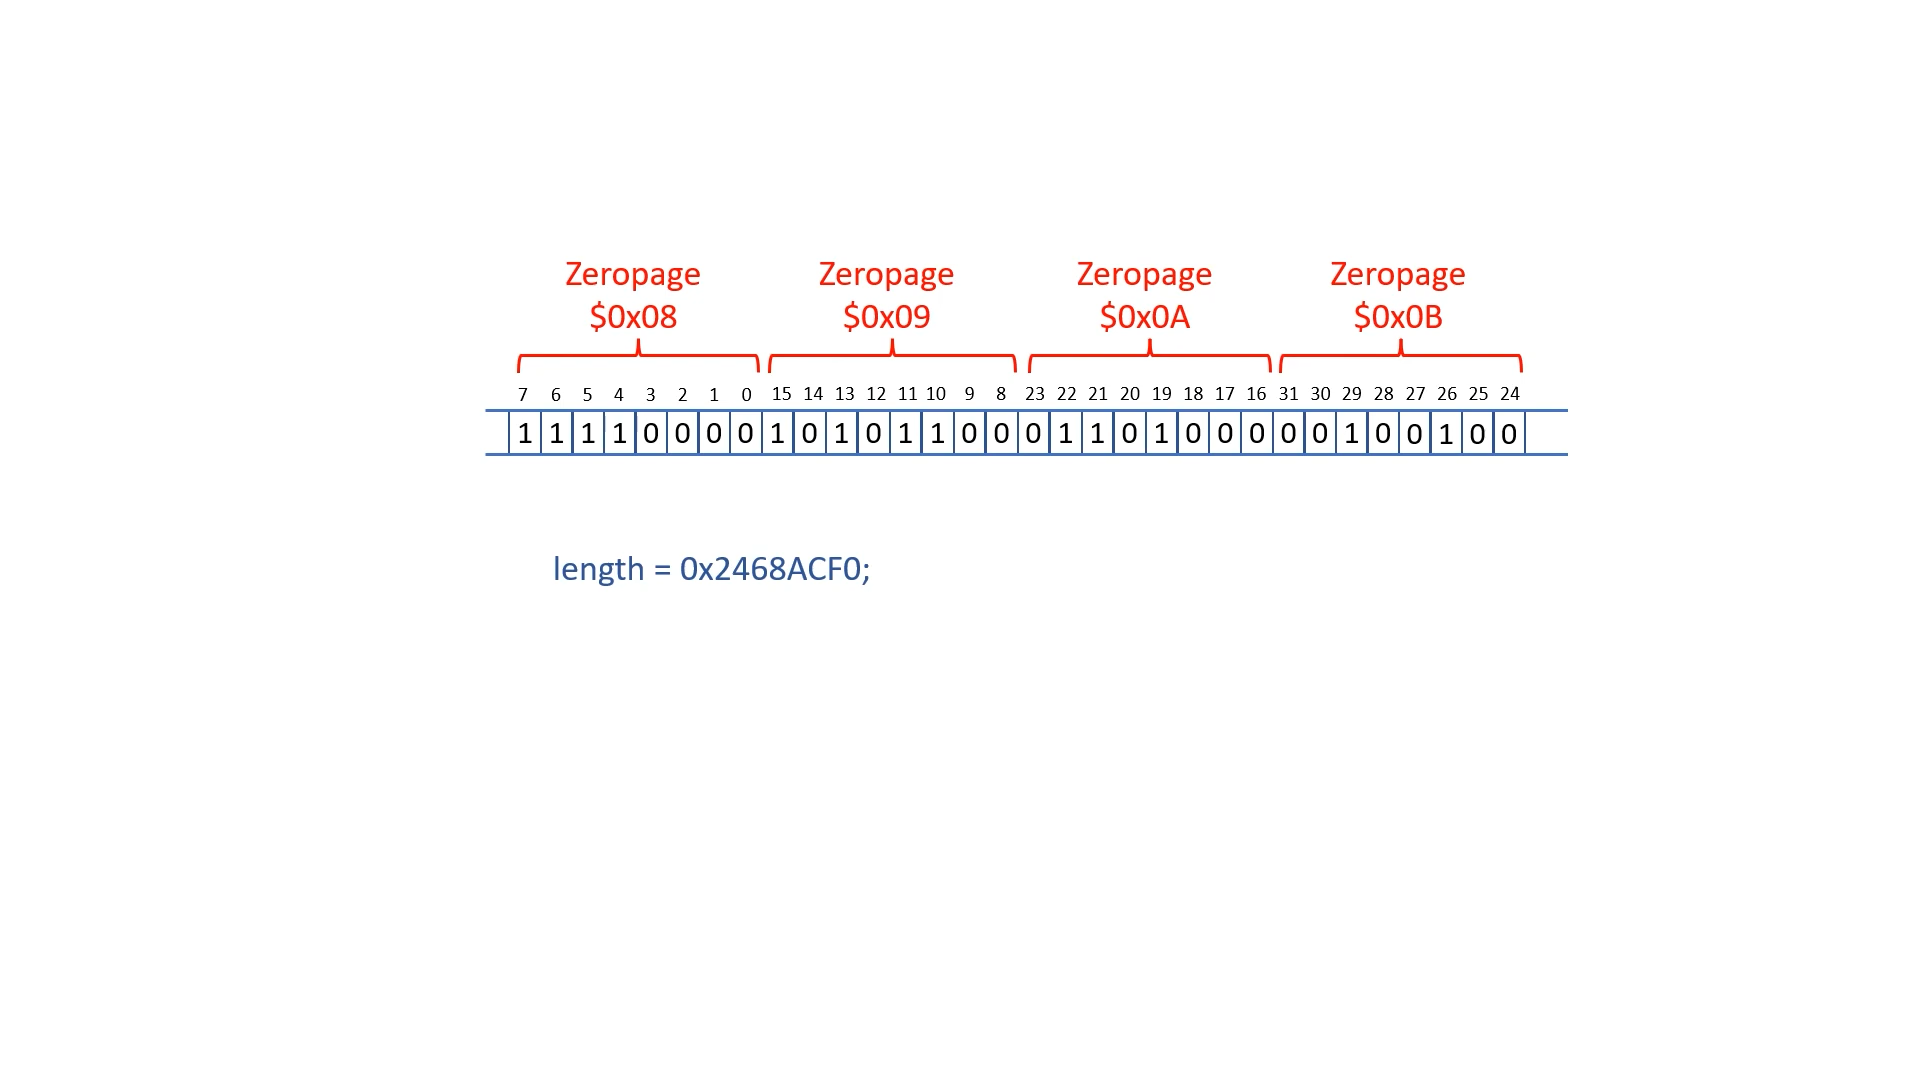 Zeropage Zeropage Zeropage Zeropage
$0x08 $0x09 $0x0A $0x0B
7 6 5 4 3 2 1 0 15 14 13 12 11 10 9 8 23 22 21 20 19 18 17 16 31 30 29 28 27 26 25 24
1 1 1 1 0 0 0 0 1 0 1 0 1 1 0 0 0 1 1 0 1 0 0 0 0 0 1 0 0 1 0 0
length = 0x2468ACF0;